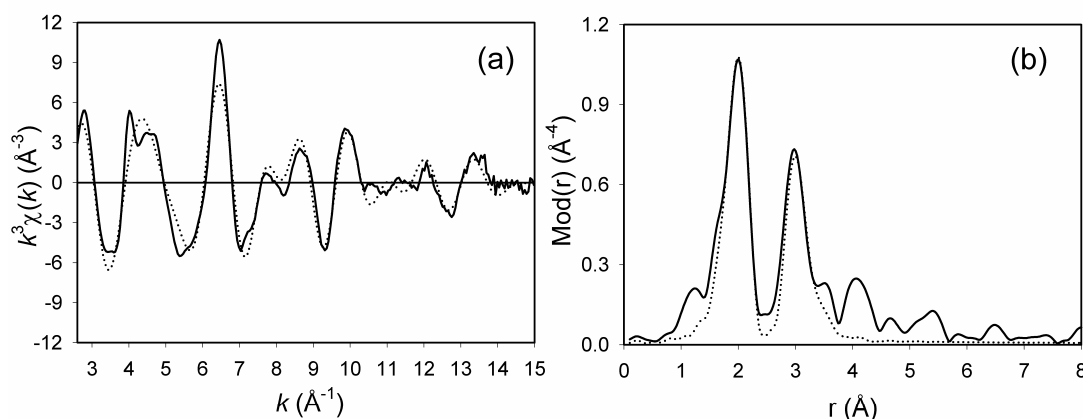 12
9
6
3
0
-3
-6
-9
-12
k³χ(k) (Å⁻³)
(a)
3 4 5 6 7 8 9 10 11 12 13 14 15
k (Å⁻¹)
1.2
0.9
0.6
0.3
0.0
Mod(r) (Å⁻⁴)
(b)
0 1 2 3 4 5 6 7 8
r (Å)